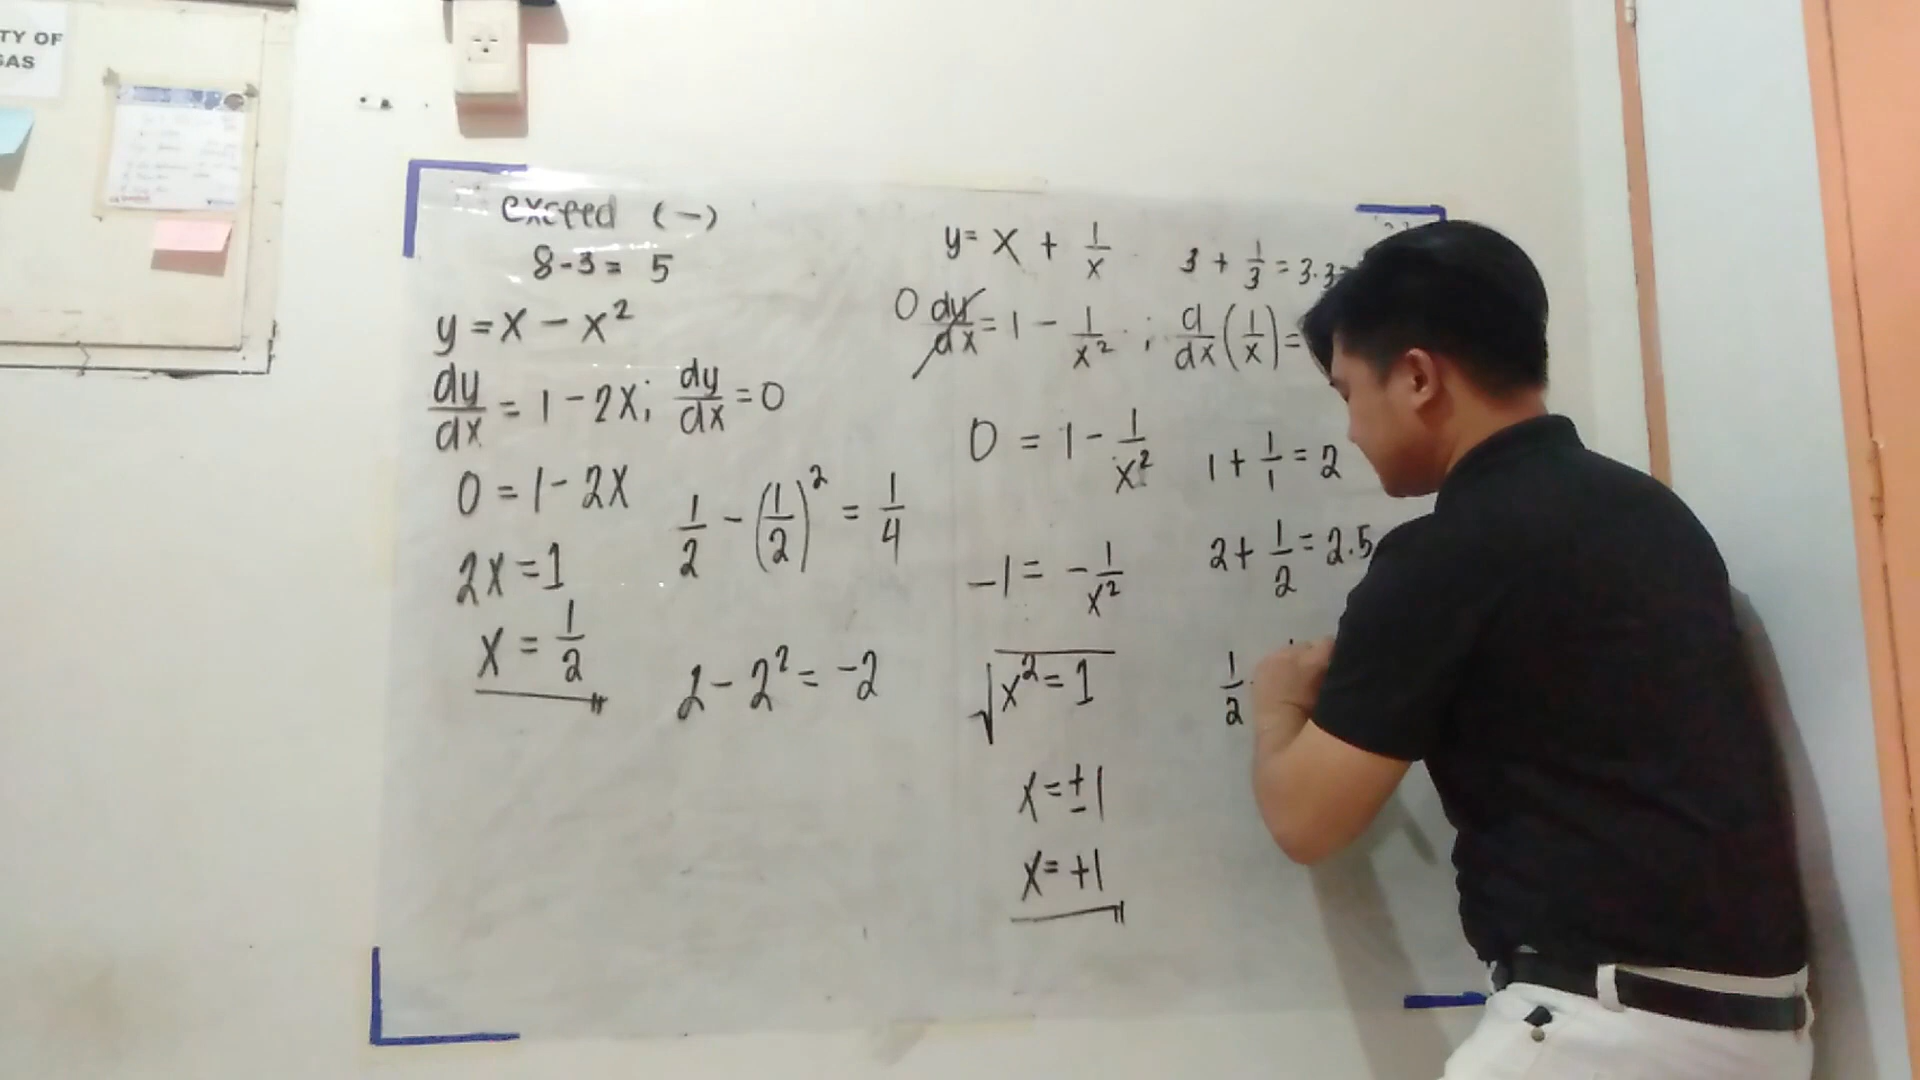 TY OF
GAS
exceed (-)
8-3= 5
y = x - x²
dy/dx = 1 - 2x; dy/dx = 0
0 = 1 - 2x
2x = 1
x = 1/2
1/2 - (1/2)² = 1/4
2 - 2² = -2
y = x + 1/x
0 dy/dx = 1 - 1/x² ; d/dx (1/x) =
0 = 1 - 1/x²
-1 = - 1/x²
√x² = 1
x = ±1
x = +1
3 + 1/3 = 3.3
1 + 1/1 = 2
2 + 1/2 = 2.5
1/2